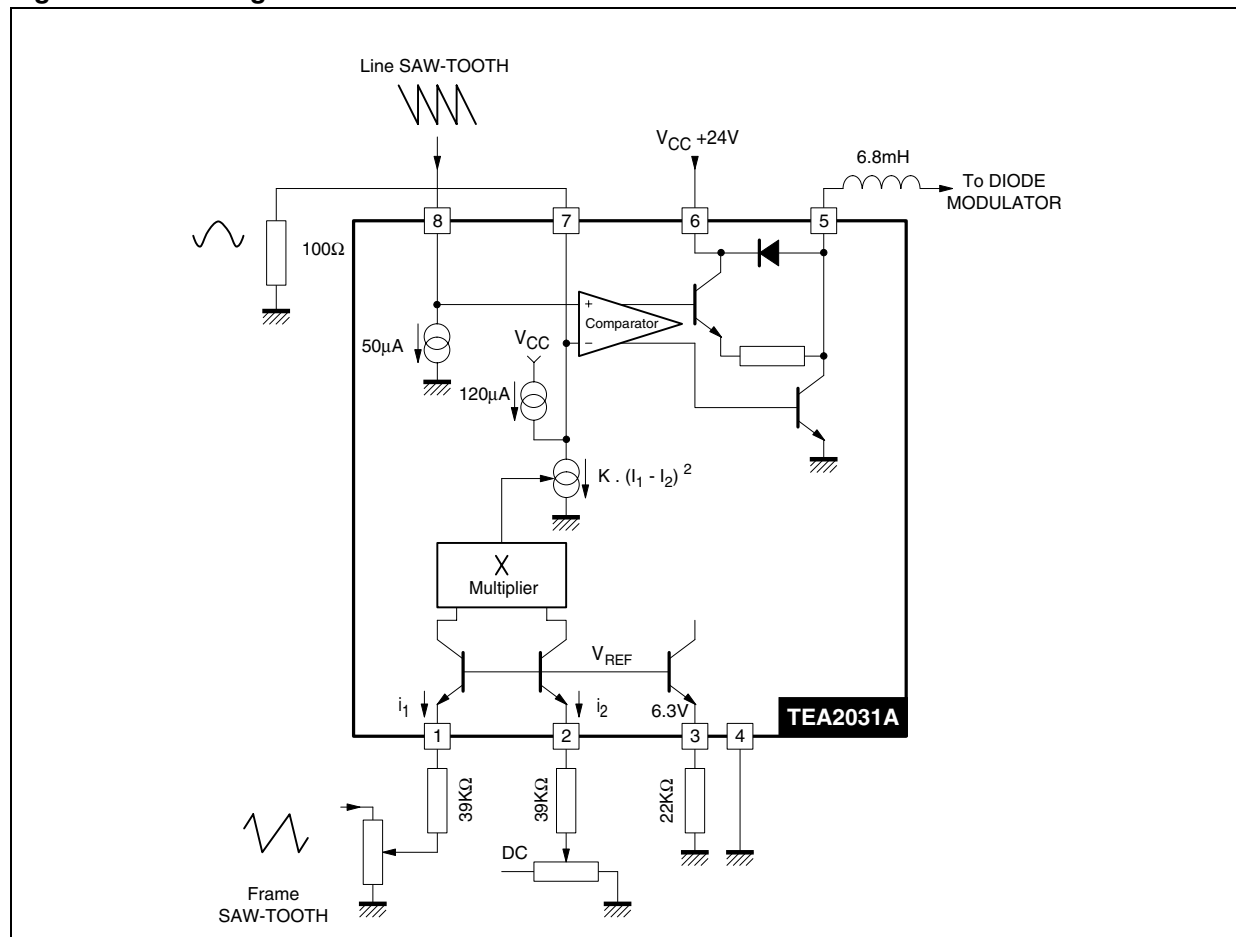 Line SAW-TOOTH
V_CC +24V
6.8mH
To DIODE
MODULATOR
8
7
6
5
100Ω
+
Comparator
−
50µA
V_CC
120µA
K . (I_1 - I_2)^2
X
Multiplier
V_REF
i_1
i_2
6.3V
TEA2031A
1
2
3
4
39KΩ
39KΩ
22KΩ
DC
Frame
SAW-TOOTH